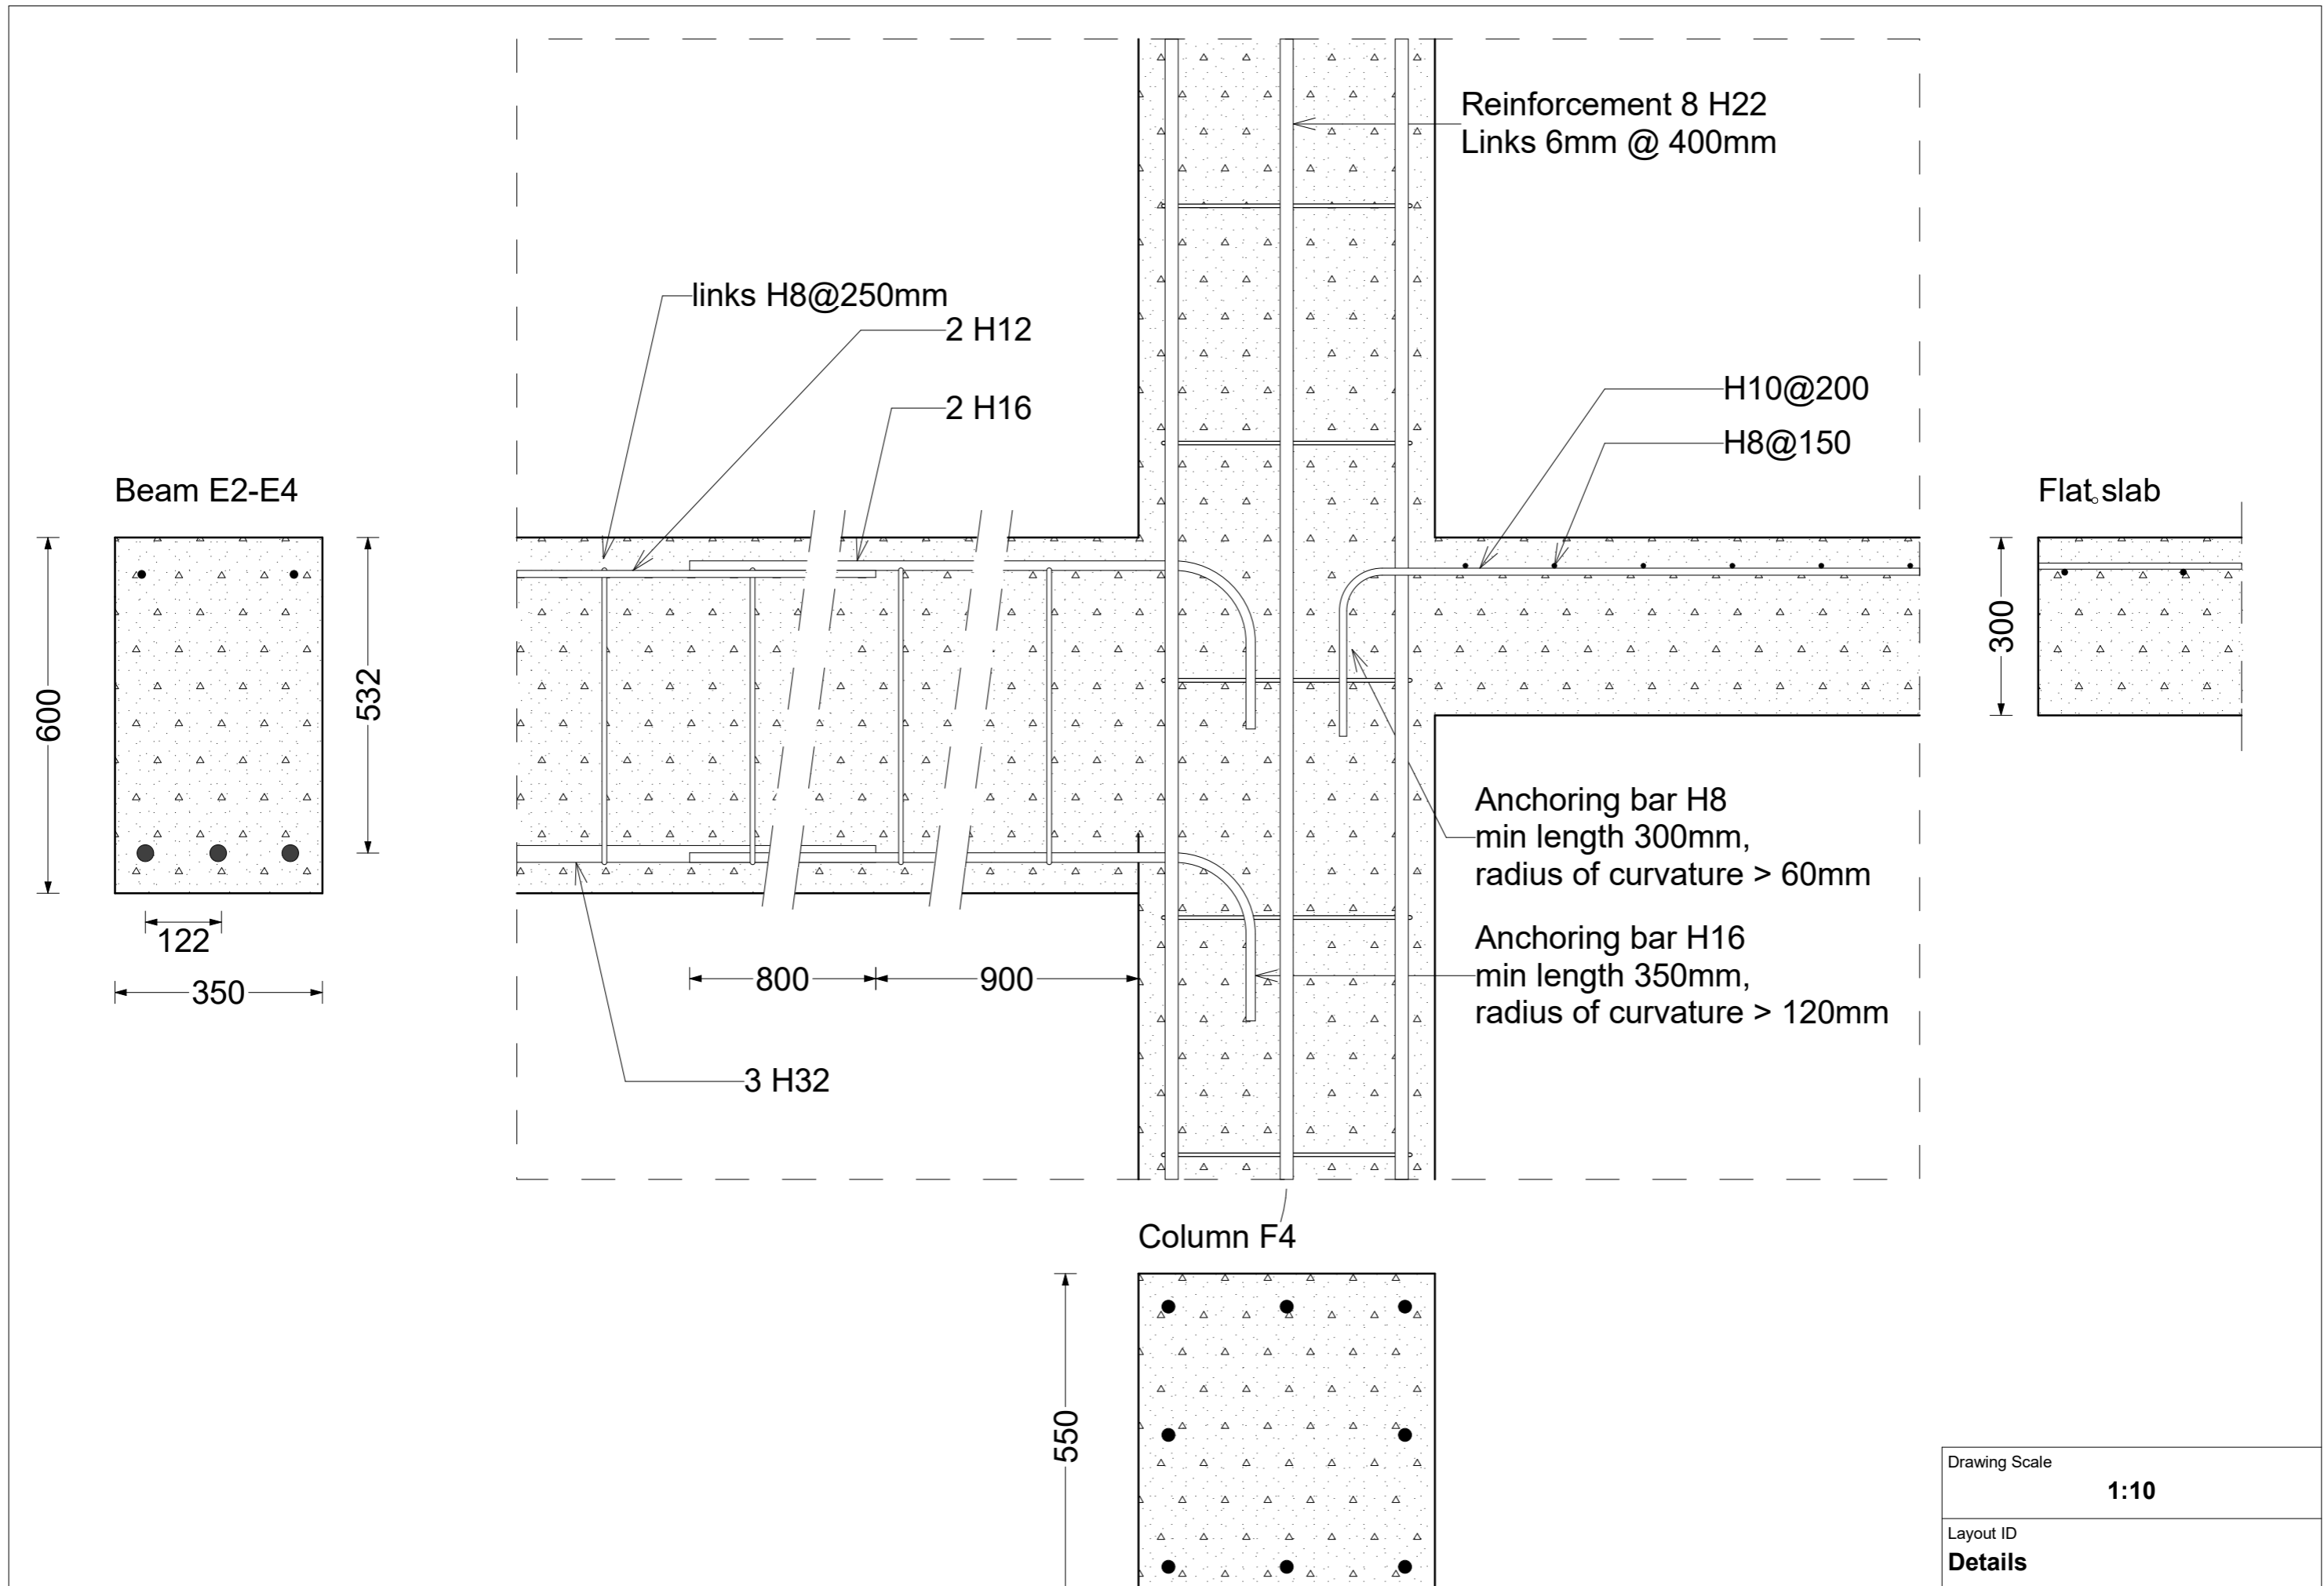 Reinforcement 8 H22
Links 6mm @ 400mm
links H8@250mm
2 H12
2 H16
H10@200
H8@150
Beam E2-E4
Flat slab
600
532
300
122
350
800
900
Anchoring bar H8
min length 300mm,
radius of curvature > 60mm
Anchoring bar H16
min length 350mm,
radius of curvature > 120mm
3 H32
Column F4
550
Drawing Scale
1:10
Layout ID
Details